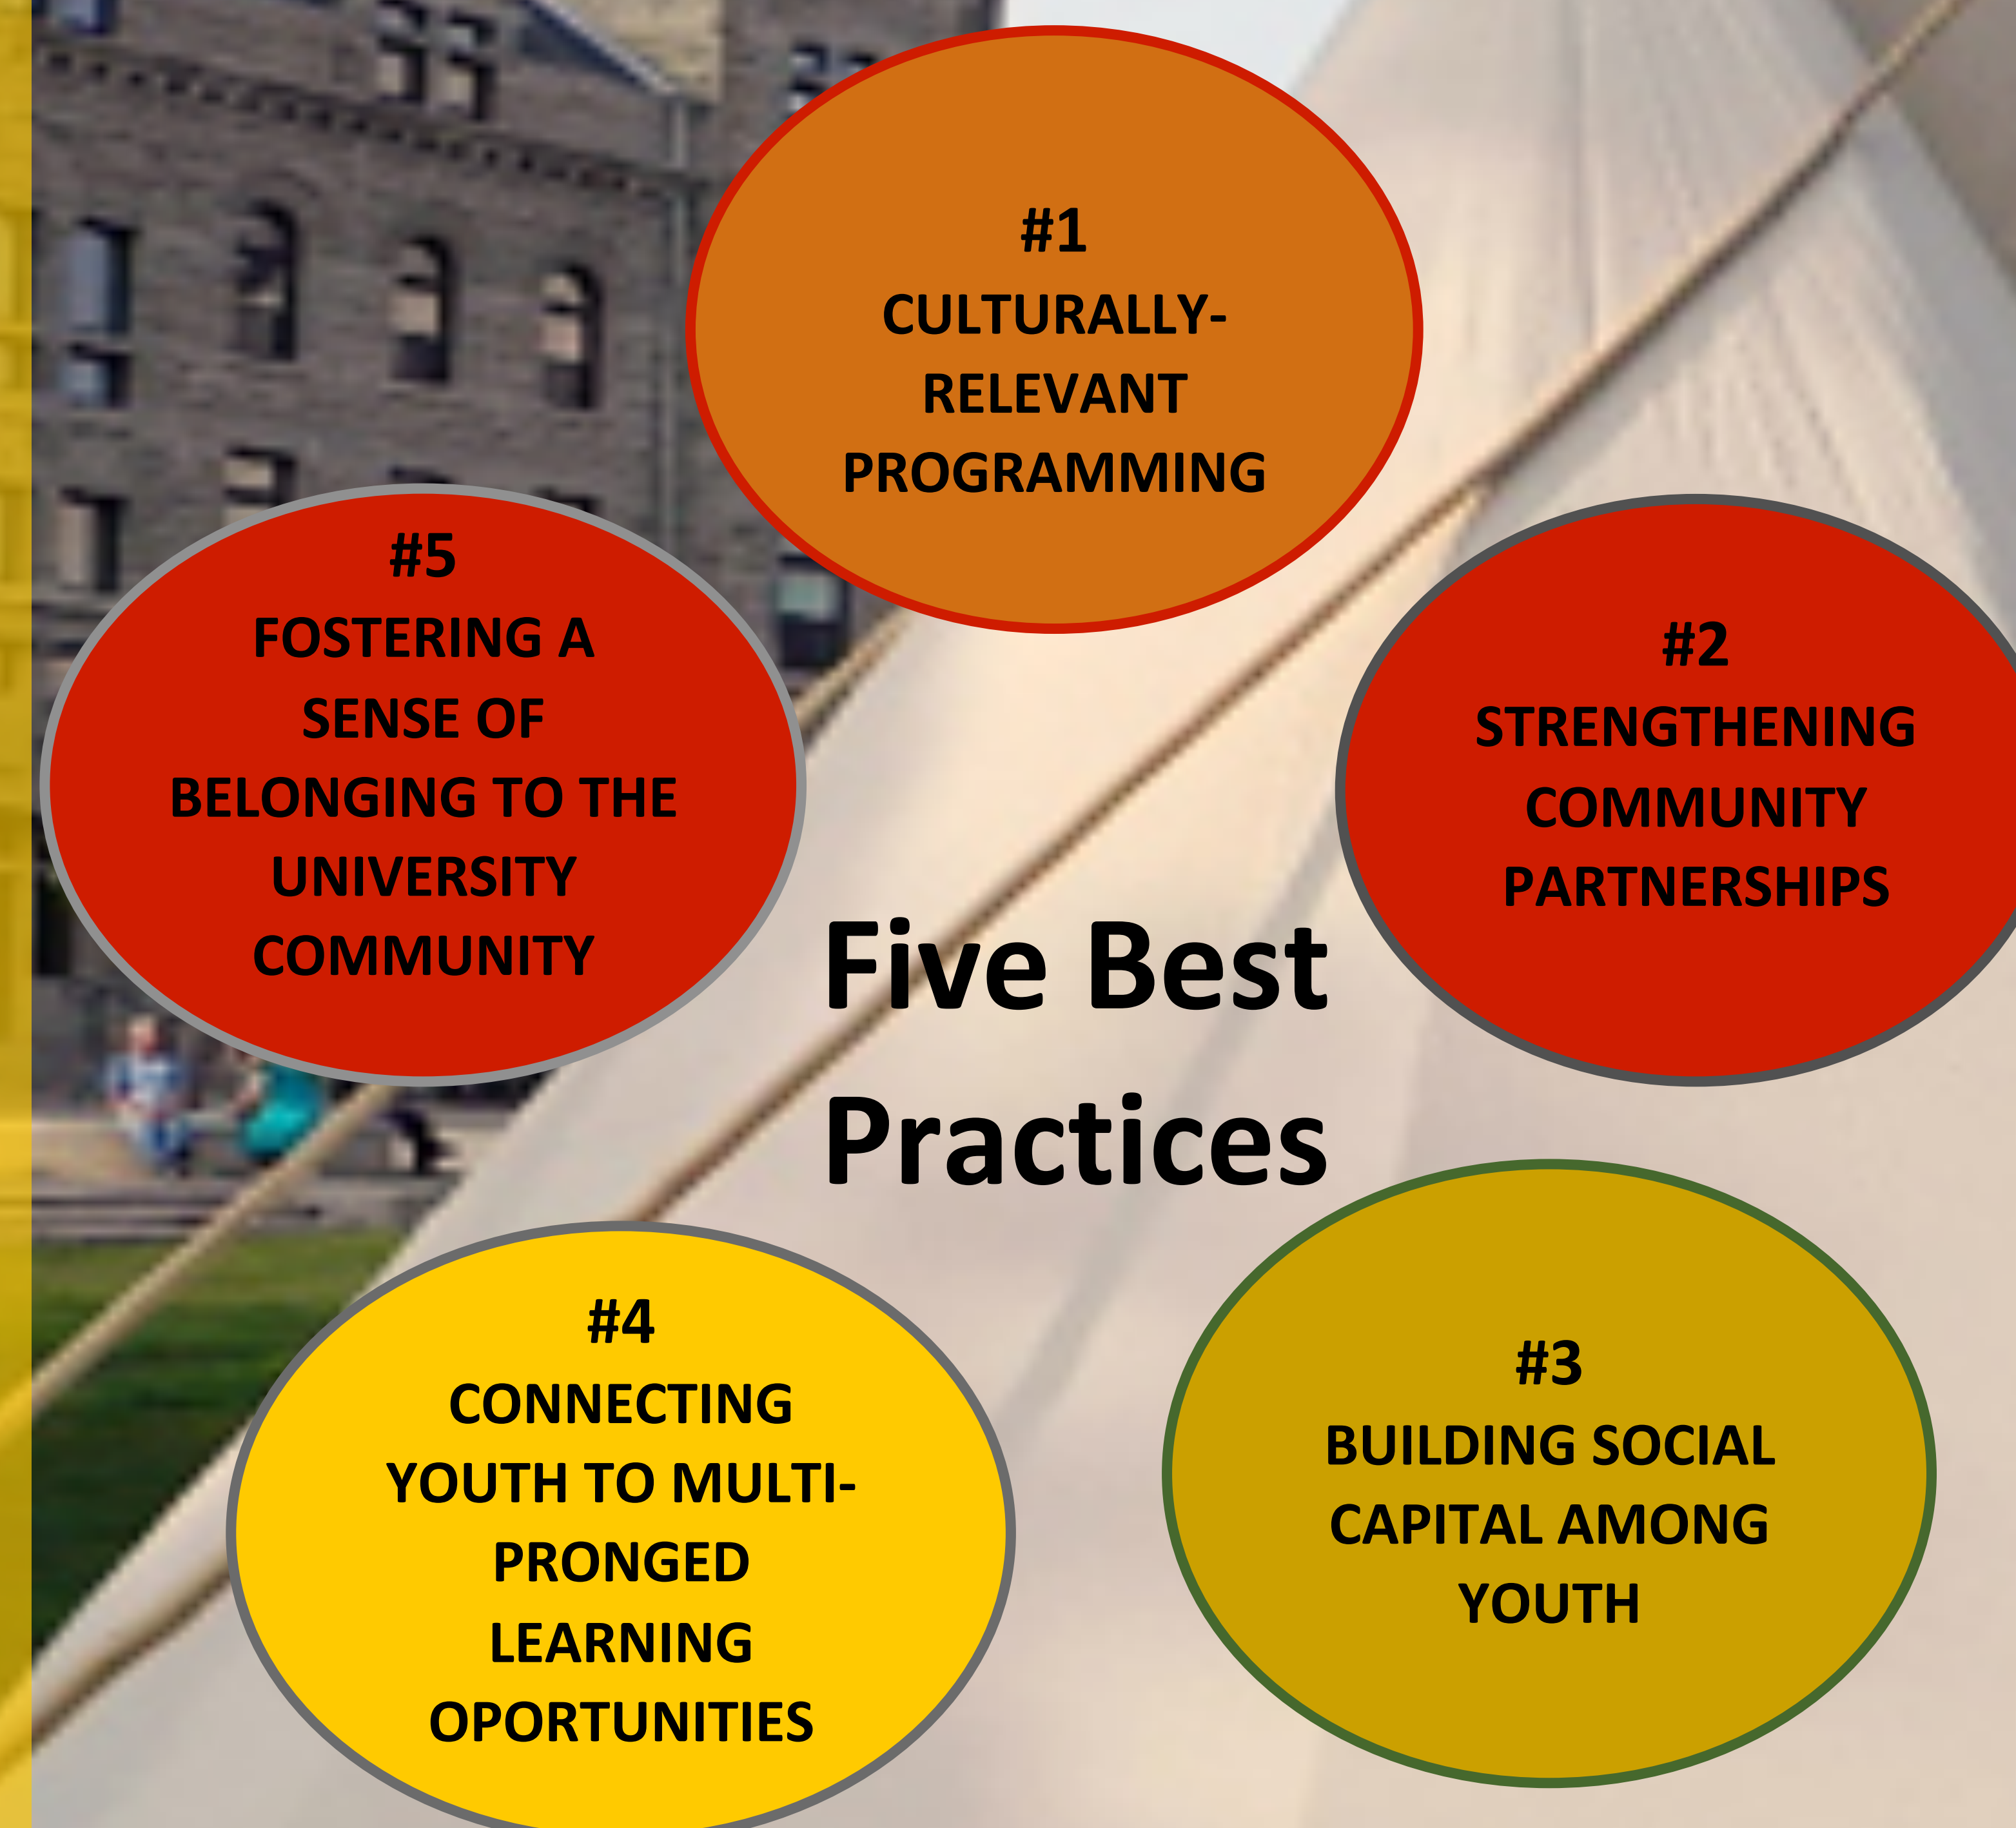 #1
CULTURALLY-
RELEVANT
PROGRAMMING
#2
STRENGTHENING
COMMUNITY
PARTNERSHIPS
#3
BUILDING SOCIAL
CAPITAL AMONG
YOUTH
#4
CONNECTING
YOUTH TO MULTI-
PRONGED
LEARNING
OPORTUNITIES
#5
FOSTERING A
SENSE OF
BELONGING TO THE
UNIVERSITY
COMMUNITY
Five Best
Practices